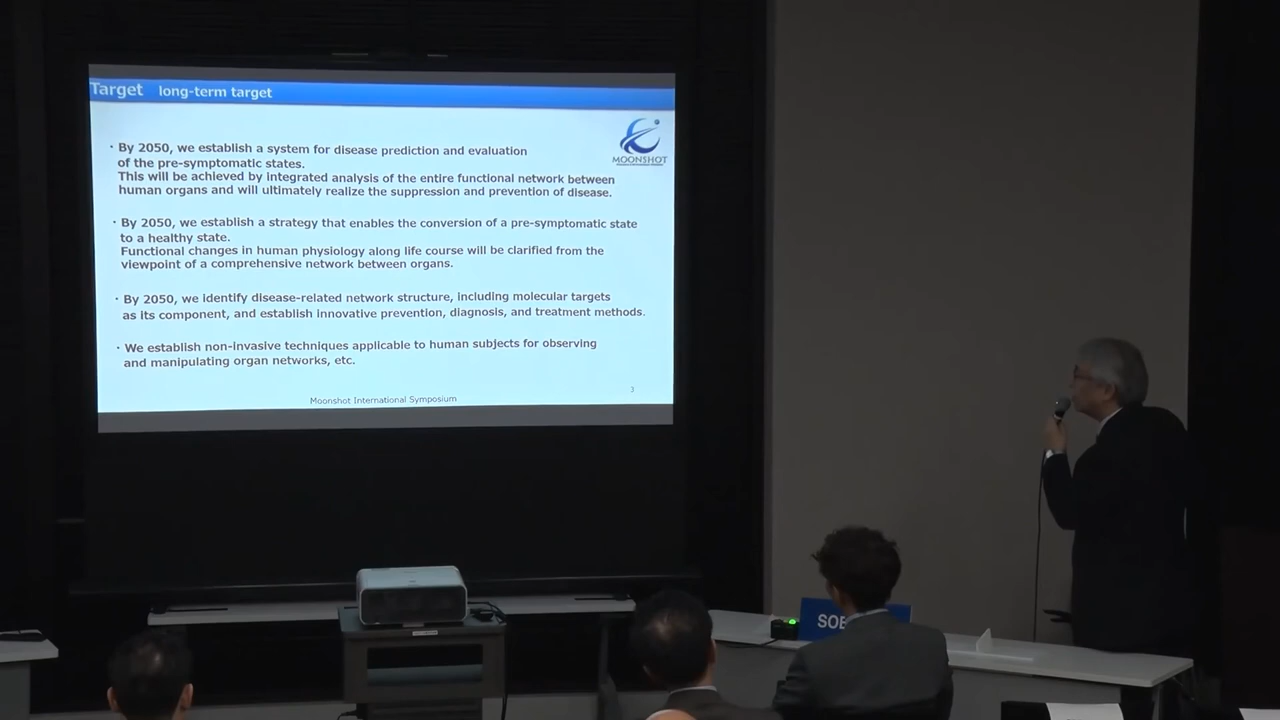 Target long-term target
・By 2050, we establish a system for disease prediction and evaluation
of the pre-symptomatic states.
This will be achieved by integrated analysis of the entire functional network between
human organs and will ultimately realize the suppression and prevention of disease.
MOONSHOT
・By 2050, we establish a strategy that enables the conversion of a pre-symptomatic state
to a healthy state.
Functional changes in human physiology along life course will be clarified from the
viewpoint of a comprehensive network between organs.
・By 2050, we identify disease-related network structure, including molecular targets
as its component, and establish innovative prevention, diagnosis, and treatment methods.
・We establish non-invasive techniques applicable to human subjects for observing
and manipulating organ networks, etc.
3
Moonshot International Symposium